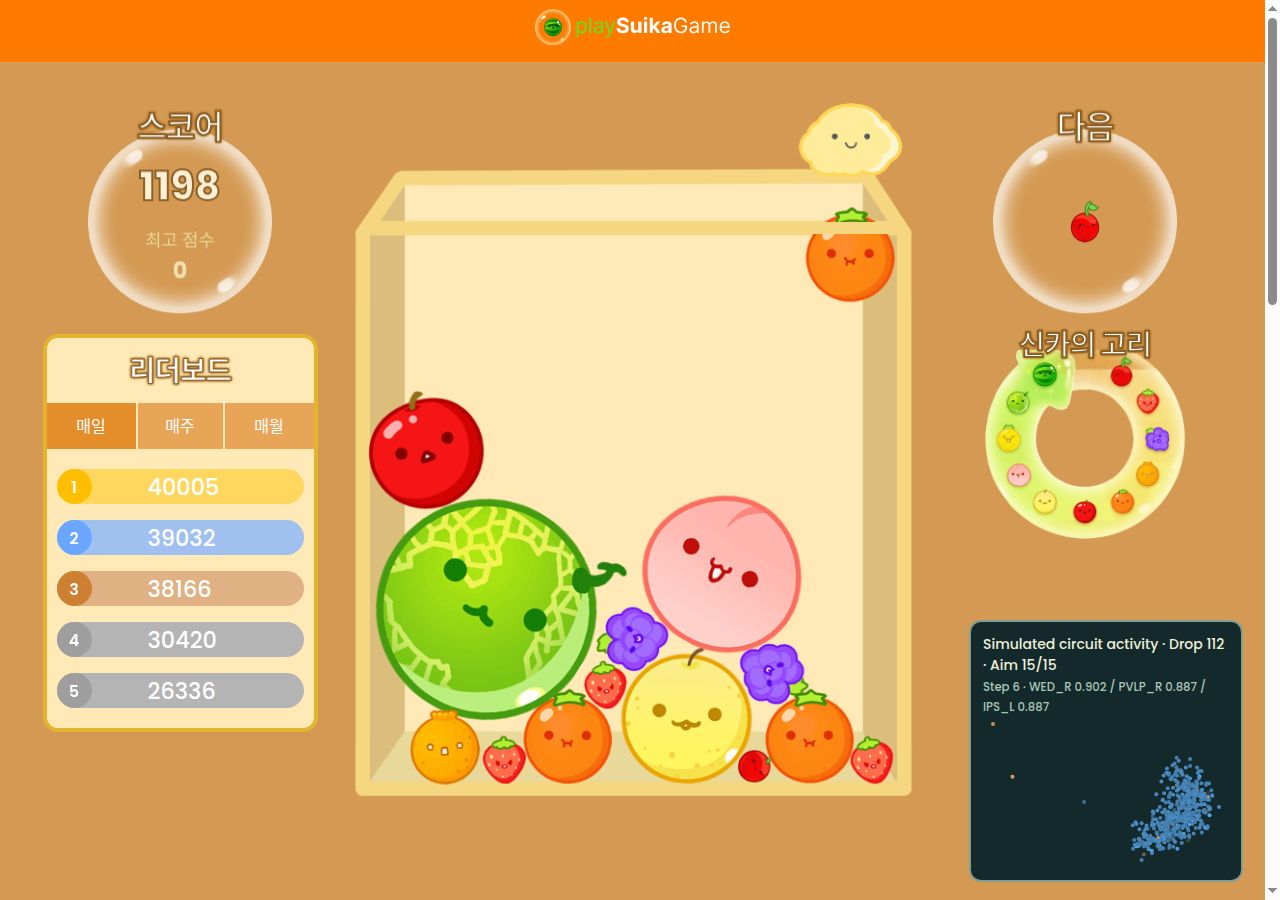 playSuikaGame
스코어
1198
최고 점수
0
다음
신카의 고리
리더보드
매일 매주 매월
1 40005
2 39032
3 38166
4 30420
5 26336
Simulated circuit activity · Drop 112
· Aim 15/15
Step 6 · WED_R 0.902 / PVLP_R 0.887 /
IPS_L 0.887